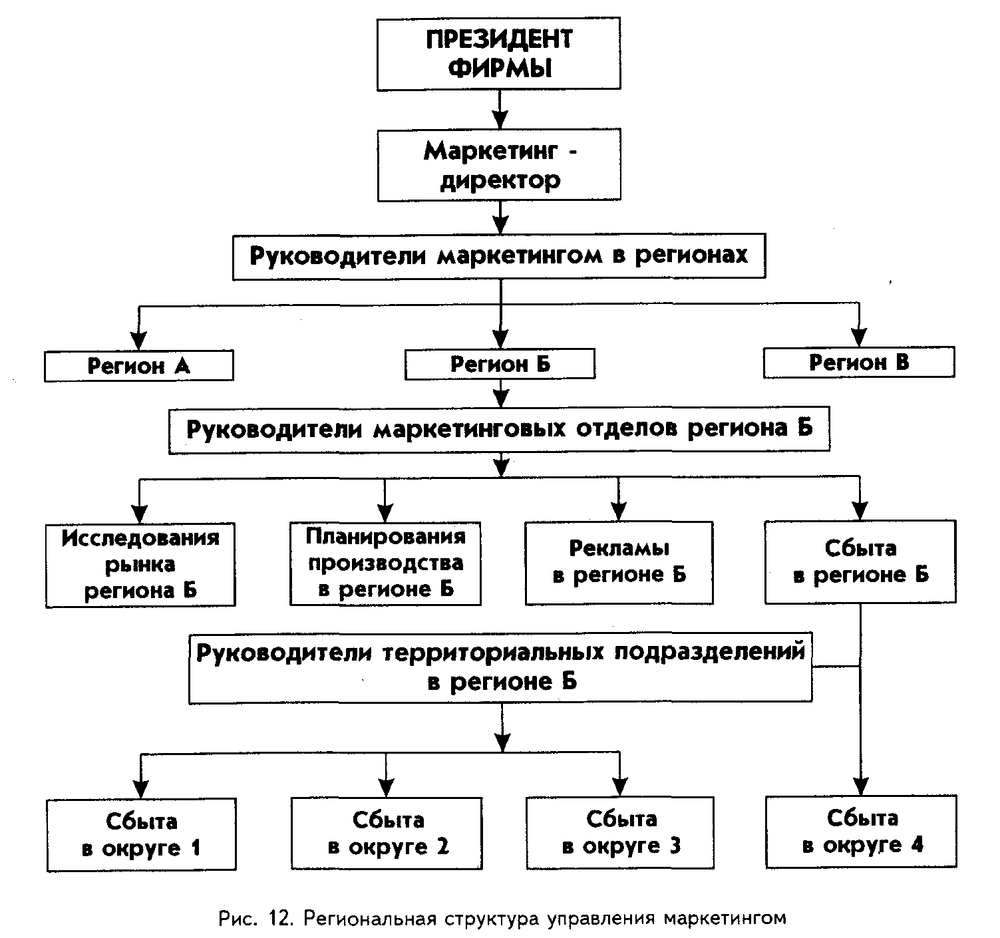 ПРЕЗИДЕНТ
ФИРМЫ
Маркетинг -
директор
Руководители маркетингом в регионах
Регион А
Регион Б
Регион В
Руководители маркетинговых отделов региона Б
Исследования
рынка
региона Б
Планирования
производства
в регионе Б
Рекламы
в регионе Б
Сбыта
в регионе Б
Руководители территориальных подразделений
в регионе Б
Сбыта
в округе 1
Сбыта
в округе 2
Сбыта
в округе 3
Сбыта
в округе 4
Рис. 12. Региональная структура управления маркетингом